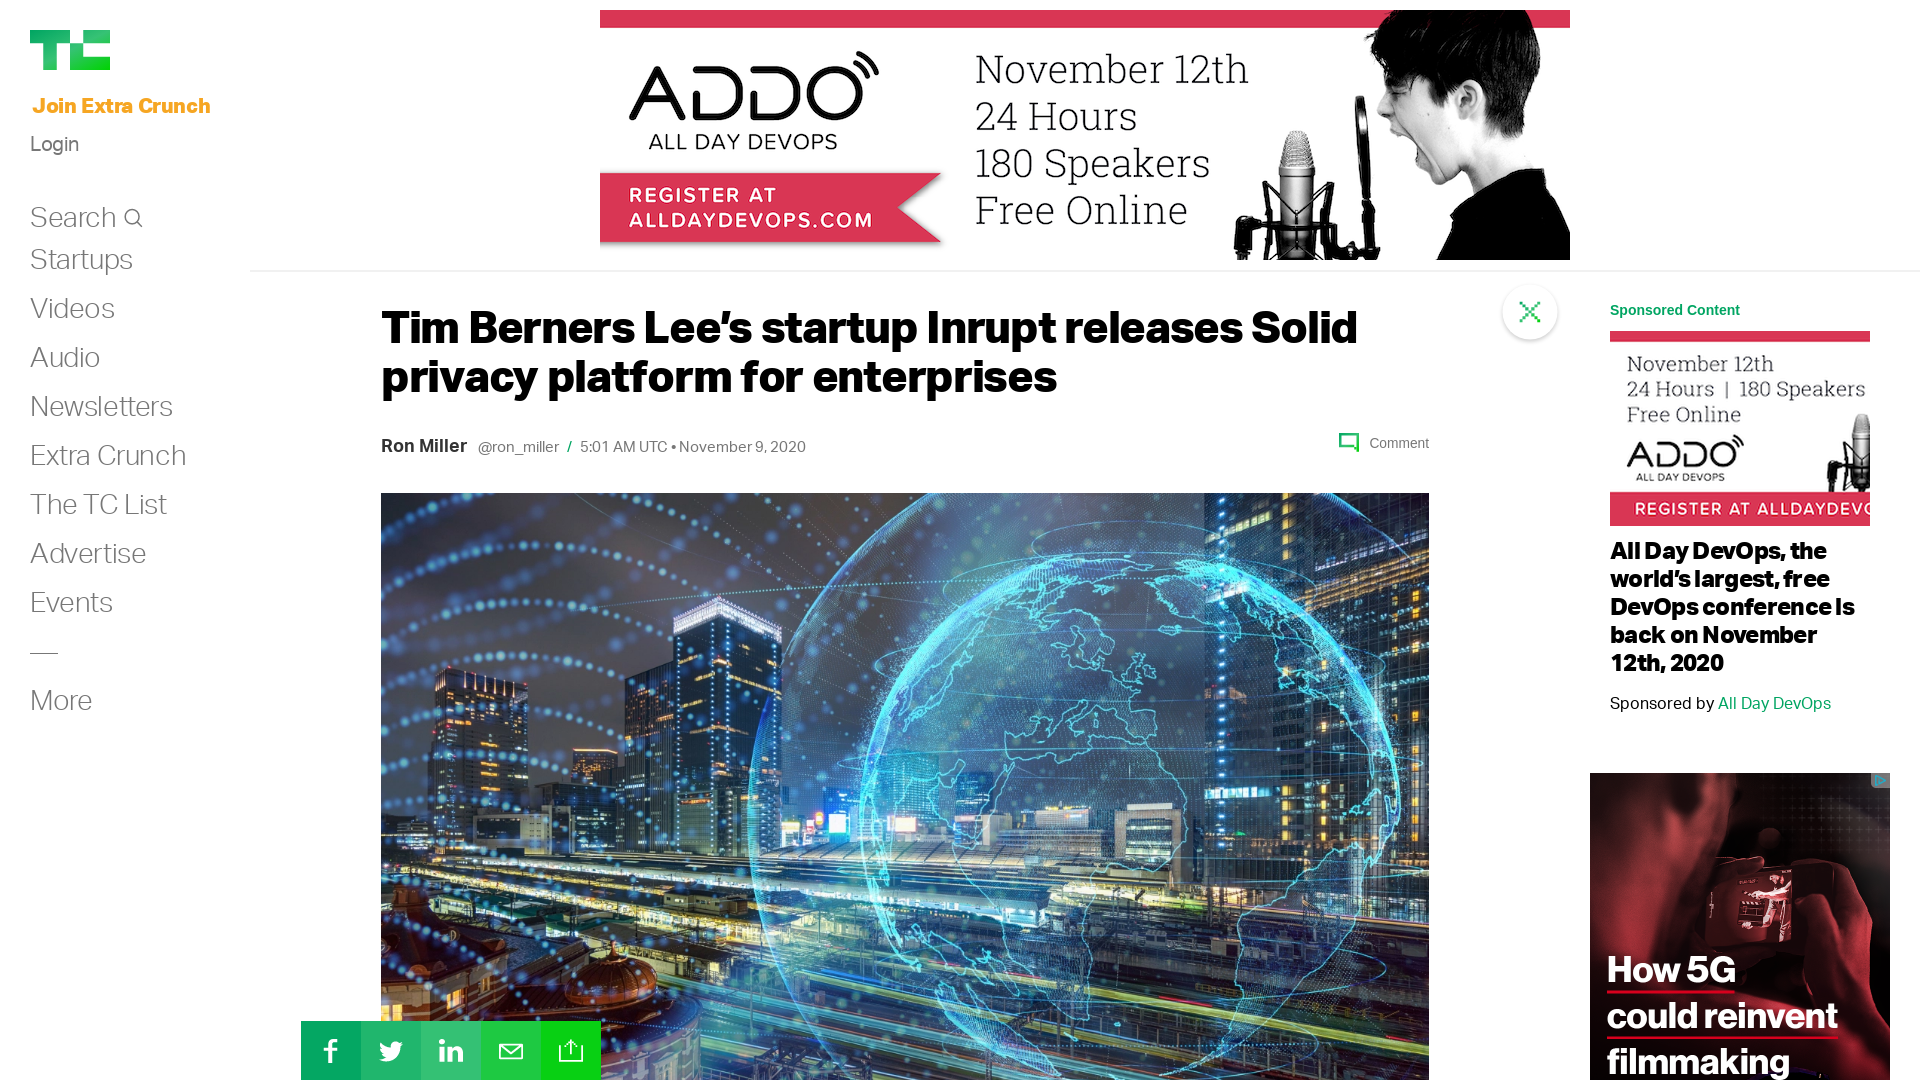 TC
Join Extra Crunch
Login
Search
Startups
Videos
Audio
Newsletters
Extra Crunch
The TC List
Advertise
Events
More
ADDO
ALL DAY DEVOPS
REGISTER AT
ALLDAYDEVOPS.COM
November 12th
24 Hours
180 Speakers
Free Online
Tim Berners Lee’s startup Inrupt releases Solid
privacy platform for enterprises
Ron Miller @ron_miller / 5:01 AM UTC • November 9, 2020
Comment
Sponsored Content
November 12th
24 Hours | 180 Speakers
Free Online
ADDO
ALL DAY DEVOPS
REGISTER AT ALLDAYDEVO
All Day DevOps, the
world’s largest, free
DevOps conference Is
back on November
12th, 2020
Sponsored by All Day DevOps
How 5G
could reinvent
filmmaking